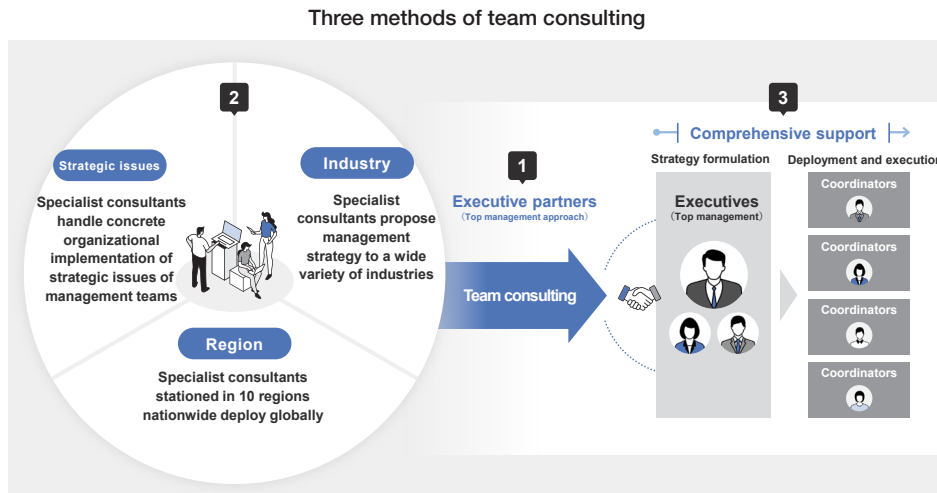 Three methods of team consulting
2
Strategic issues
Specialist consultants
handle concrete
organizational
implementation of
strategic issues of
management teams
Industry
Specialist
consultants propose
management
strategy to a wide
variety of industries
Region
Specialist consultants
stationed in 10 regions
nationwide deploy globally
1
Executive partners
(Top management approach)
Team consulting
3
Comprehensive support
Strategy formulation
Executives
(Top management)
Deployment and execution
Coordinators
Coordinators
Coordinators
Coordinators